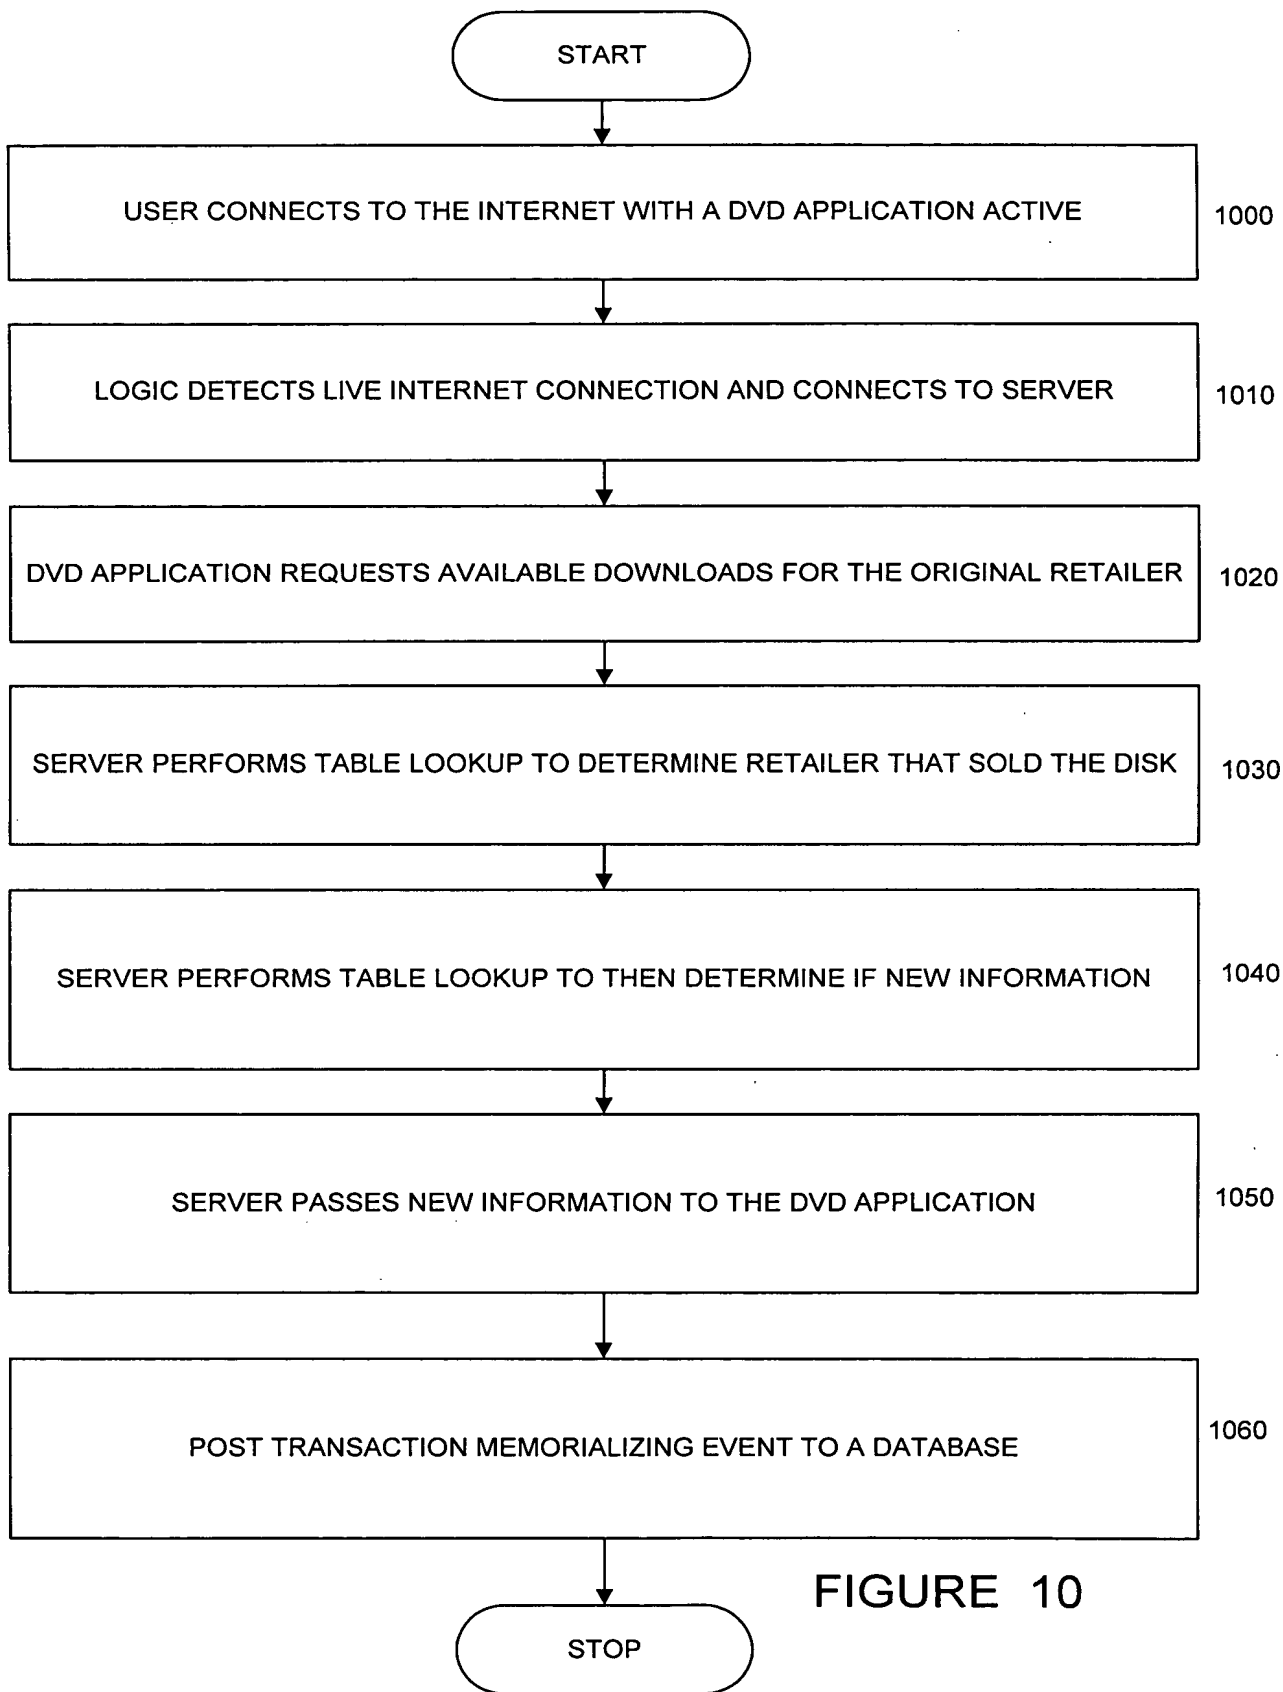 START
USER CONNECTS TO THE INTERNET WITH A DVD APPLICATION ACTIVE
1000
LOGIC DETECTS LIVE INTERNET CONNECTION AND CONNECTS TO SERVER
1010
DVD APPLICATION REQUESTS AVAILABLE DOWNLOADS FOR THE ORIGINAL RETAILER
1020
SERVER PERFORMS TABLE LOOKUP TO DETERMINE RETAILER THAT SOLD THE DISK
1030
SERVER PERFORMS TABLE LOOKUP TO THEN DETERMINE IF NEW INFORMATION
1040
SERVER PASSES NEW INFORMATION TO THE DVD APPLICATION
1050
POST TRANSACTION MEMORIALIZING EVENT TO A DATABASE
1060
FIGURE 10
STOP